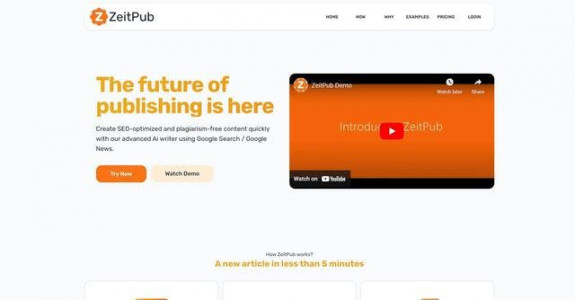 ZeitPub
HOME HOW WHY EXAMPLES PRICING LOGIN
The future of
publishing is here
Create SEO-optimized and plagiarism-free content quickly
with our advanced Ai writer using Google Search / Google
News.
Try Now Watch Demo
ZeitPub Demo
Watch later Share
Introduc ZeitPub
Watch on YouTube
How ZeitPub works?
A new article in less than 5 minutes